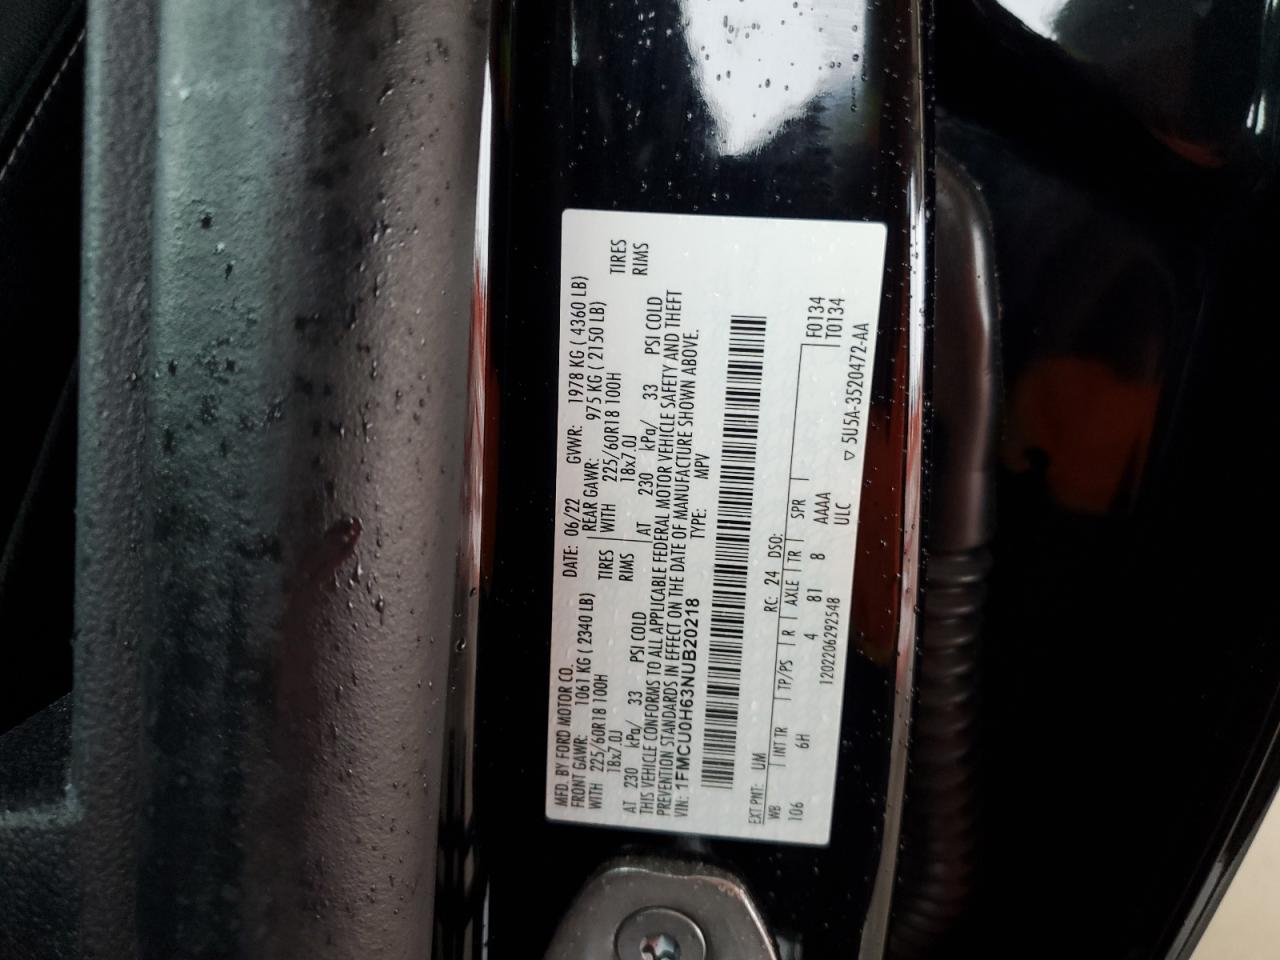 MFD. BY FORD MOTOR CO.
DATE: 06/22 GVWR: 1978 KG ( 4360 LB)
FRONT GAWR: 1061 KG ( 2340 LB)
REAR GAWR: 975 KG ( 2150 LB)
WITH 225/60R18 100H TIRES
WITH 225/60R18 100H TIRES
18x7.0J RIMS
18x7.0J RIMS
AT 230 kPa/ 33 PSI COLD
AT 230 kPa/ 33 PSI COLD
THIS VEHICLE CONFORMS TO ALL APPLICABLE FEDERAL MOTOR VEHICLE SAFETY AND THEFT
PREVENTION STANDARDS IN EFFECT ON THE DATE OF MANUFACTURE SHOWN ABOVE.
VIN: 1FMCU0H63NUB20218 TYPE: MPV
EXT PNT: UM RC: 24 DSO:
WB INT TR TP/PS R AXLE TR SPR F0134
106 6H 4 81 8 AAAA T0134
ULC
1202206292548 ▽5U5A-3520472-AA